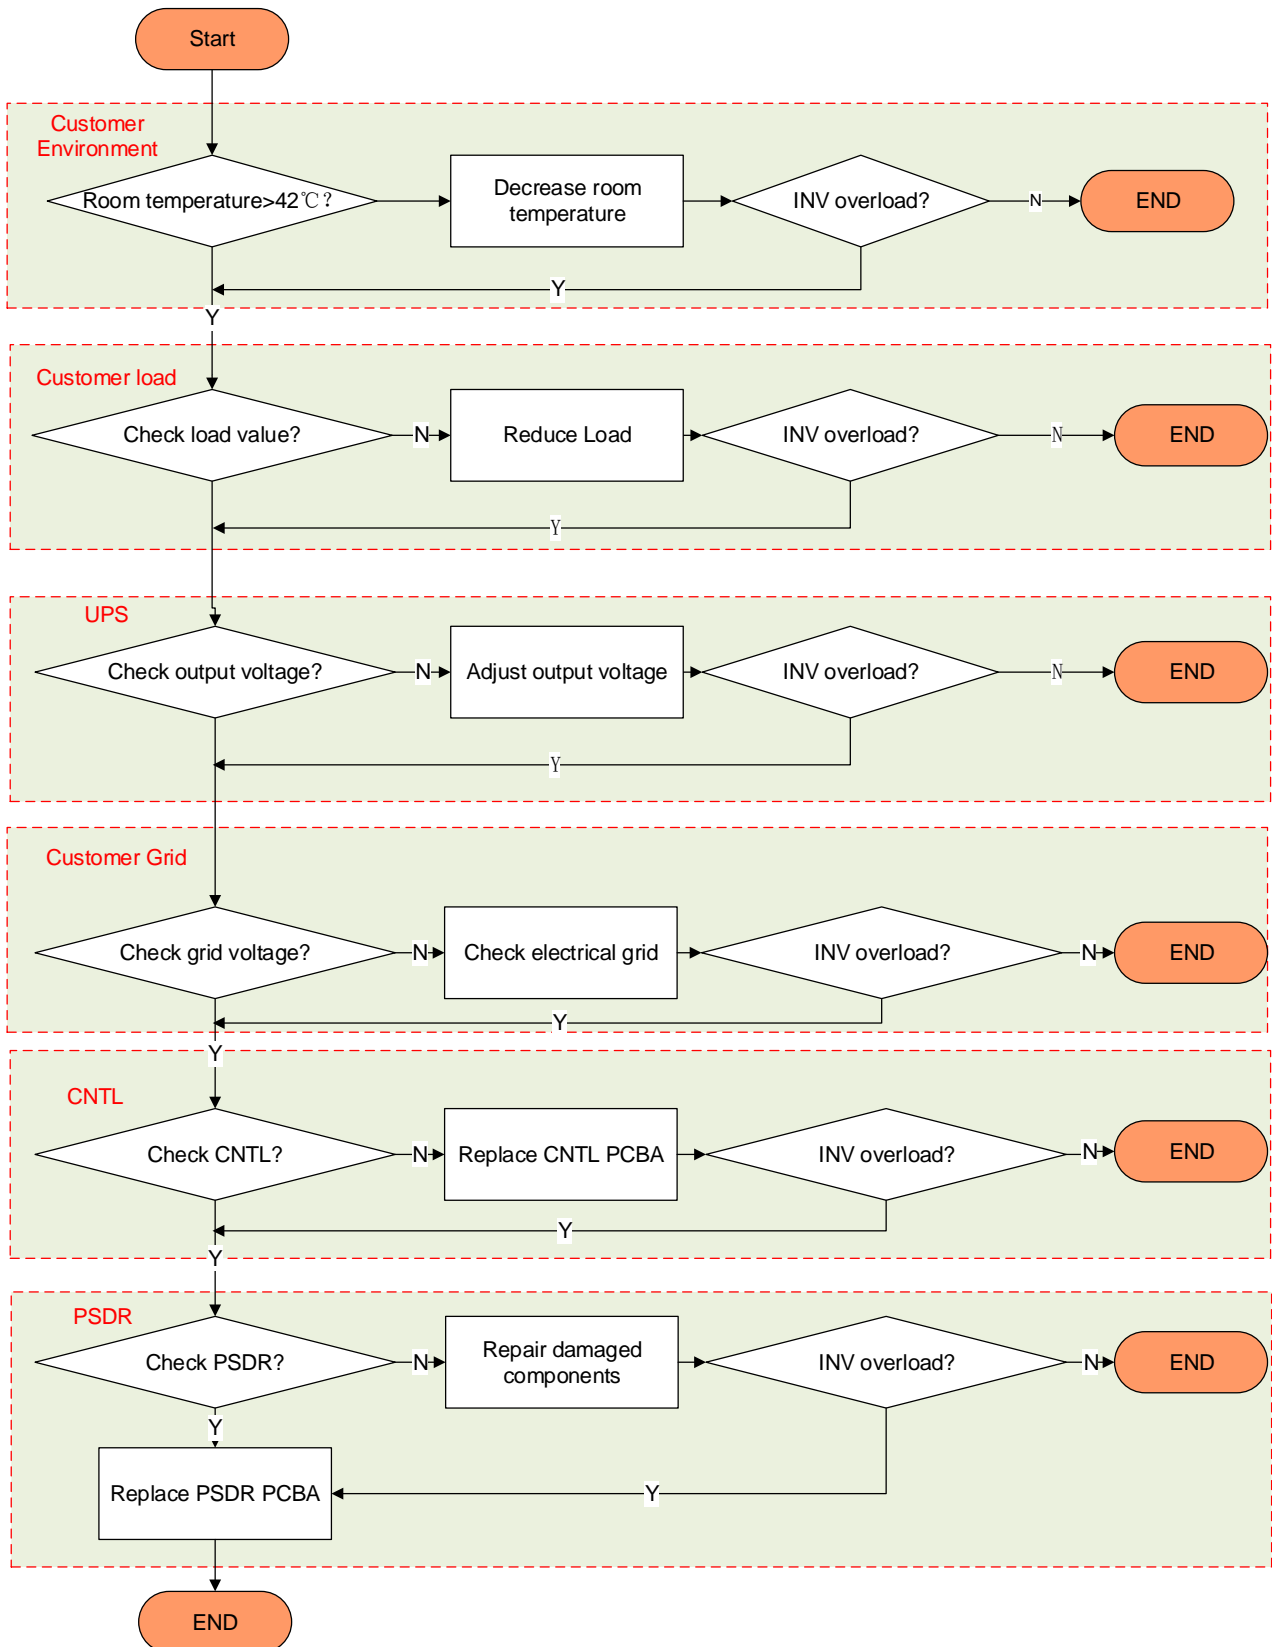 Start
Customer
Environment
Room temperature>42℃?
Decrease room
temperature
INV overload?
N
END
Y
Y
Customer load
Check load value?
N
Reduce Load
INV overload?
N
END
Y
UPS
Check output voltage?
N
Adjust output voltage
INV overload?
N
END
Y
Customer Grid
Check grid voltage?
N
Check electrical grid
INV overload?
N
END
Y
Y
CNTL
Check CNTL?
N
Replace CNTL PCBA
INV overload?
N
END
Y
Y
PSDR
Check PSDR?
N
Repair damaged
components
INV overload?
N
END
Y
Replace PSDR PCBA
Y
END